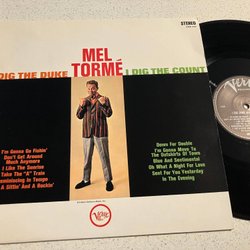 STEREO
MEL
TORMÉ
I DIG THE DUKE
I DIG THE COUNT
I'm Gonna Go Fishin'
Don't Get Around
Much Anymore
I Like the Sunrise
Take the "A" Train
Reminiscing in Tempo
A Sittin' And A Rockin'
Down For Double
I'm Gonna Move To
The Outskirts Of Town
Blue And Sentimental
Oh What A Night For Love
Sent For You Yesterday
In the Evening
Verve
Verve